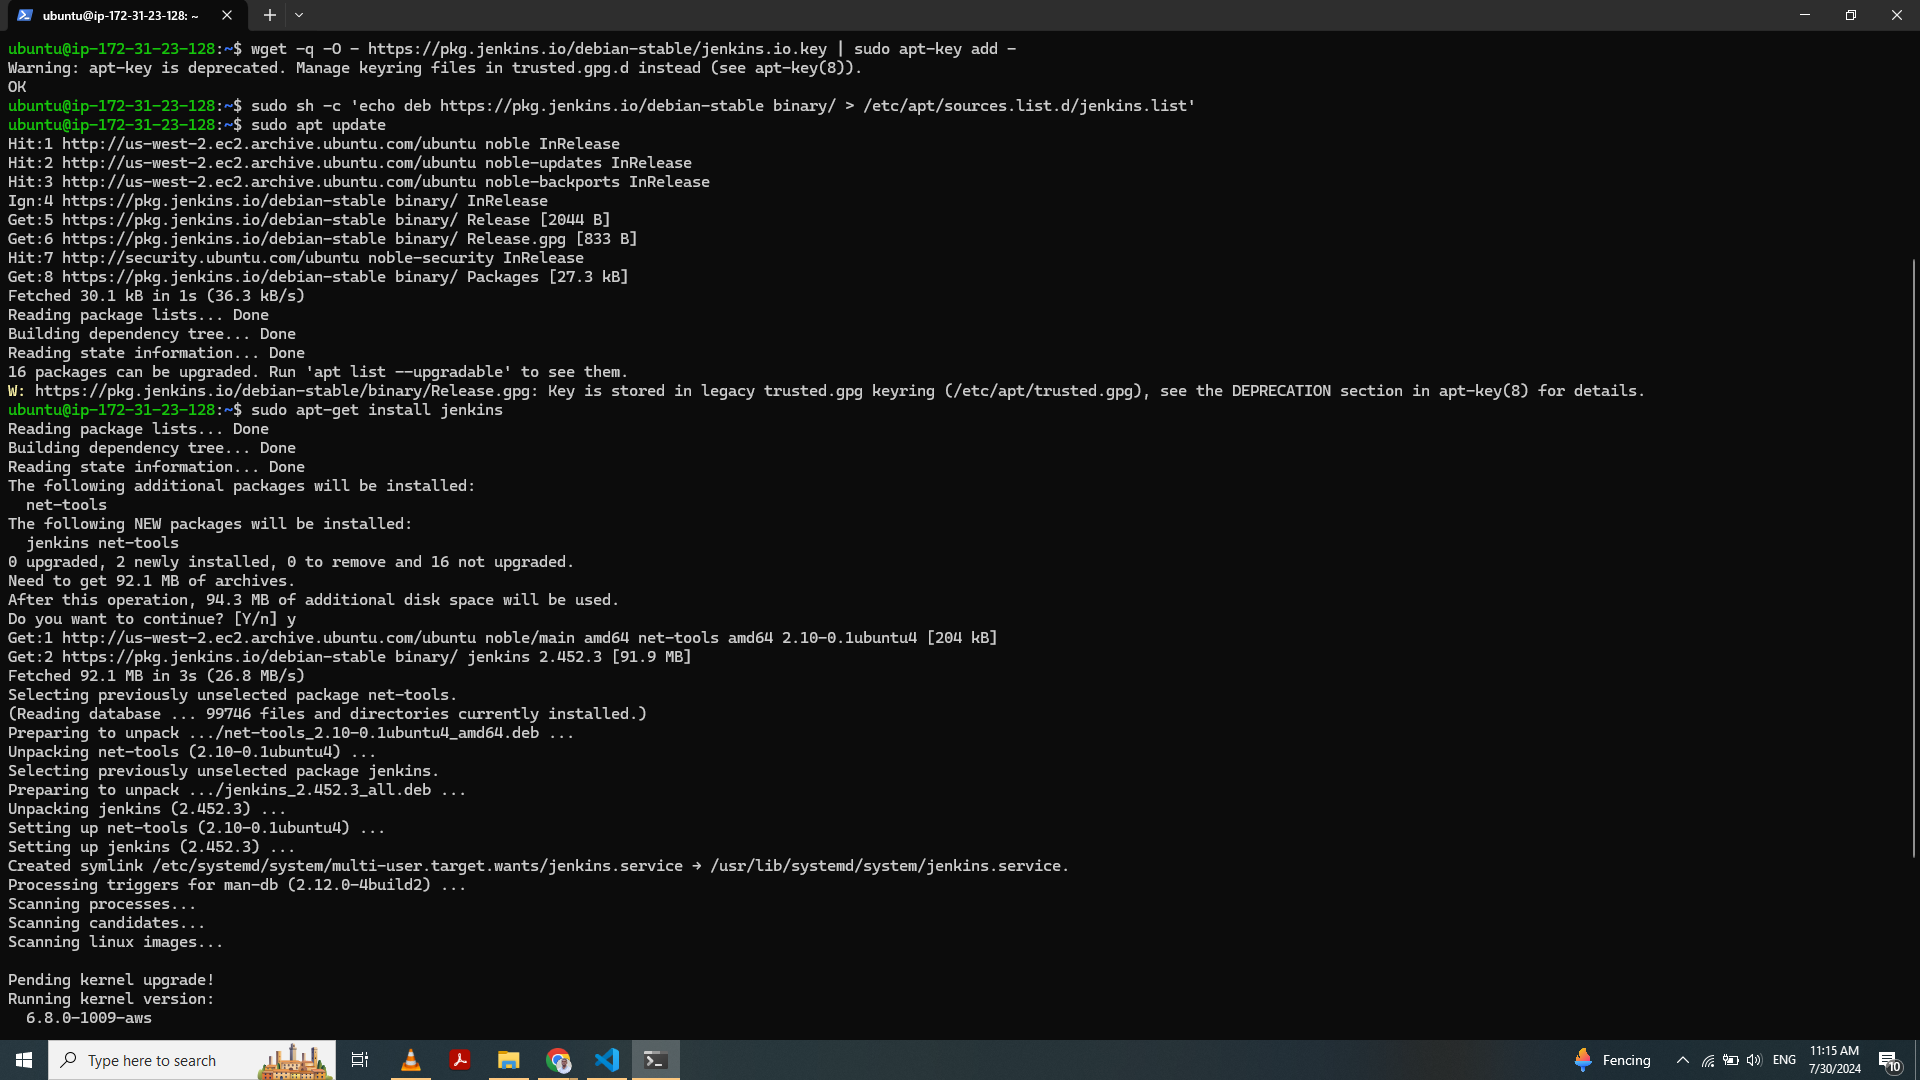 ubuntu@ip-172-31-23-128: ~
ubuntu@ip-172-31-23-128:~$ wget -q -O - https://pkg.jenkins.io/debian-stable/jenkins.io.key | sudo apt-key add -
Warning: apt-key is deprecated. Manage keyring files in trusted.gpg.d instead (see apt-key(8)).
OK
ubuntu@ip-172-31-23-128:~$ sudo sh -c 'echo deb https://pkg.jenkins.io/debian-stable binary/ > /etc/apt/sources.list.d/jenkins.list'
ubuntu@ip-172-31-23-128:~$ sudo apt update
Hit:1 http://us-west-2.ec2.archive.ubuntu.com/ubuntu noble InRelease
Hit:2 http://us-west-2.ec2.archive.ubuntu.com/ubuntu noble-updates InRelease
Hit:3 http://us-west-2.ec2.archive.ubuntu.com/ubuntu noble-backports InRelease
Ign:4 https://pkg.jenkins.io/debian-stable binary/ InRelease
Get:5 https://pkg.jenkins.io/debian-stable binary/ Release [2044 B]
Get:6 https://pkg.jenkins.io/debian-stable binary/ Release.gpg [833 B]
Hit:7 http://security.ubuntu.com/ubuntu noble-security InRelease
Get:8 https://pkg.jenkins.io/debian-stable binary/ Packages [27.3 kB]
Fetched 30.1 kB in 1s (36.3 kB/s)
Reading package lists... Done
Building dependency tree... Done
Reading state information... Done
16 packages can be upgraded. Run 'apt list --upgradable' to see them.
W: https://pkg.jenkins.io/debian-stable/binary/Release.gpg: Key is stored in legacy trusted.gpg keyring (/etc/apt/trusted.gpg), see the DEPRECATION section in apt-key(8) for details.
ubuntu@ip-172-31-23-128:~$ sudo apt-get install jenkins
Reading package lists... Done
Building dependency tree... Done
Reading state information... Done
The following additional packages will be installed:
  net-tools
The following NEW packages will be installed:
  jenkins net-tools
0 upgraded, 2 newly installed, 0 to remove and 16 not upgraded.
Need to get 92.1 MB of archives.
After this operation, 94.3 MB of additional disk space will be used.
Do you want to continue? [Y/n] y
Get:1 http://us-west-2.ec2.archive.ubuntu.com/ubuntu noble/main amd64 net-tools amd64 2.10-0.1ubuntu4 [204 kB]
Get:2 https://pkg.jenkins.io/debian-stable binary/ jenkins 2.452.3 [91.9 MB]
Fetched 92.1 MB in 3s (26.8 MB/s)
Selecting previously unselected package net-tools.
(Reading database ... 99746 files and directories currently installed.)
Preparing to unpack .../net-tools_2.10-0.1ubuntu4_amd64.deb ...
Unpacking net-tools (2.10-0.1ubuntu4) ...
Selecting previously unselected package jenkins.
Preparing to unpack .../jenkins_2.452.3_all.deb ...
Unpacking jenkins (2.452.3) ...
Setting up net-tools (2.10-0.1ubuntu4) ...
Setting up jenkins (2.452.3) ...
Created symlink /etc/systemd/system/multi-user.target.wants/jenkins.service → /usr/lib/systemd/system/jenkins.service.
Processing triggers for man-db (2.12.0-4build2) ...
Scanning processes...
Scanning candidates...
Scanning linux images...
Pending kernel upgrade!
Running kernel version:
  6.8.0-1009-aws
Type here to search
Fencing
ENG
11:15 AM
7/30/2024
10